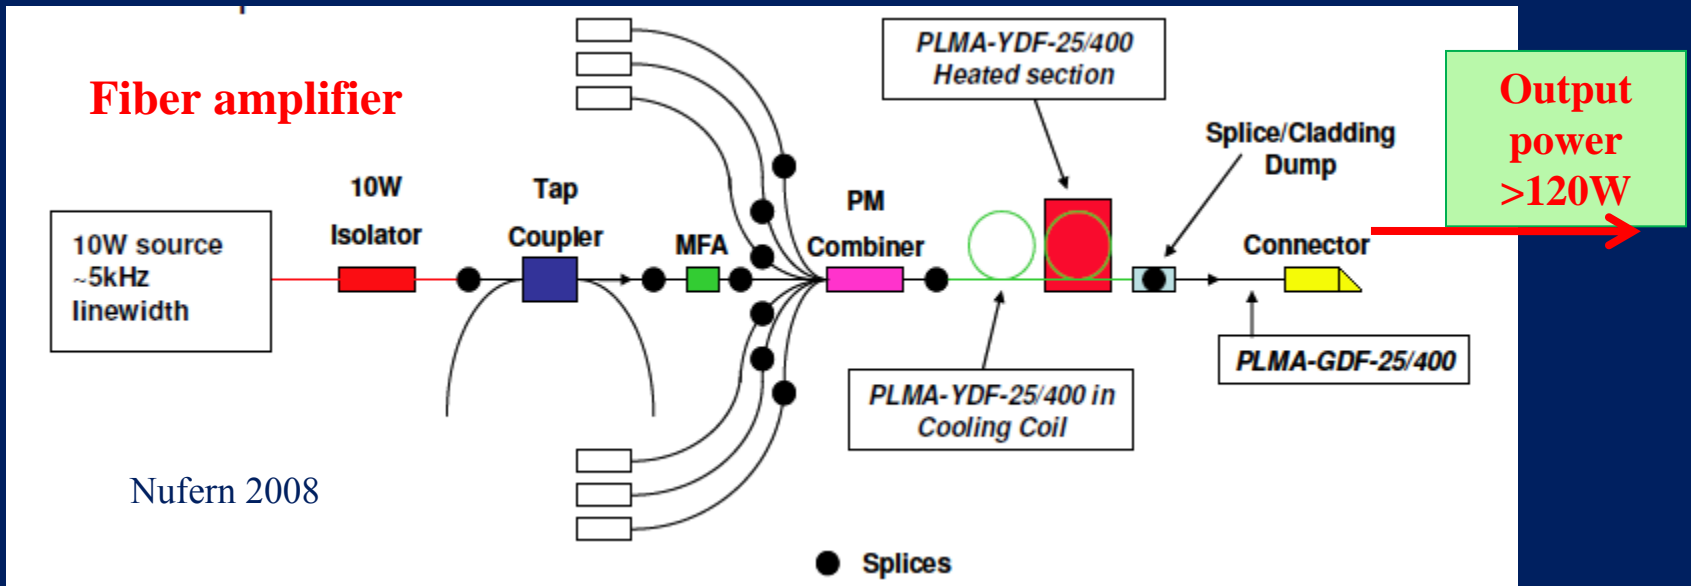 PLMA-YDF-25/400
Heated section
Output
power
>120W
Fiber amplifier
Splice/Cladding
Dump
10W
Isolator
Tap
Coupler
MFA
PM
Combiner
Connector
10W source
~5kHz
linewidth
PLMA-GDF-25/400
PLMA-YDF-25/400 in
Cooling Coil
Nufern 2008
Splices